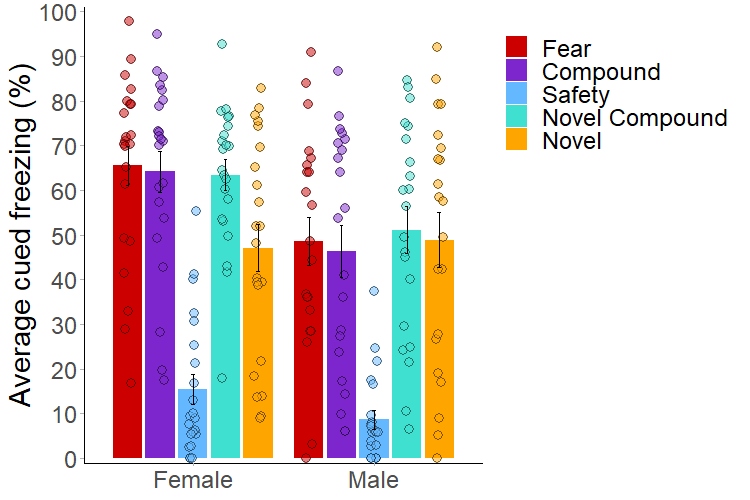 Average cued freezing (%)
100
90
80
70
60
50
40
30
20
10
0
Female
Male
Fear
Compound
Safety
Novel Compound
Novel